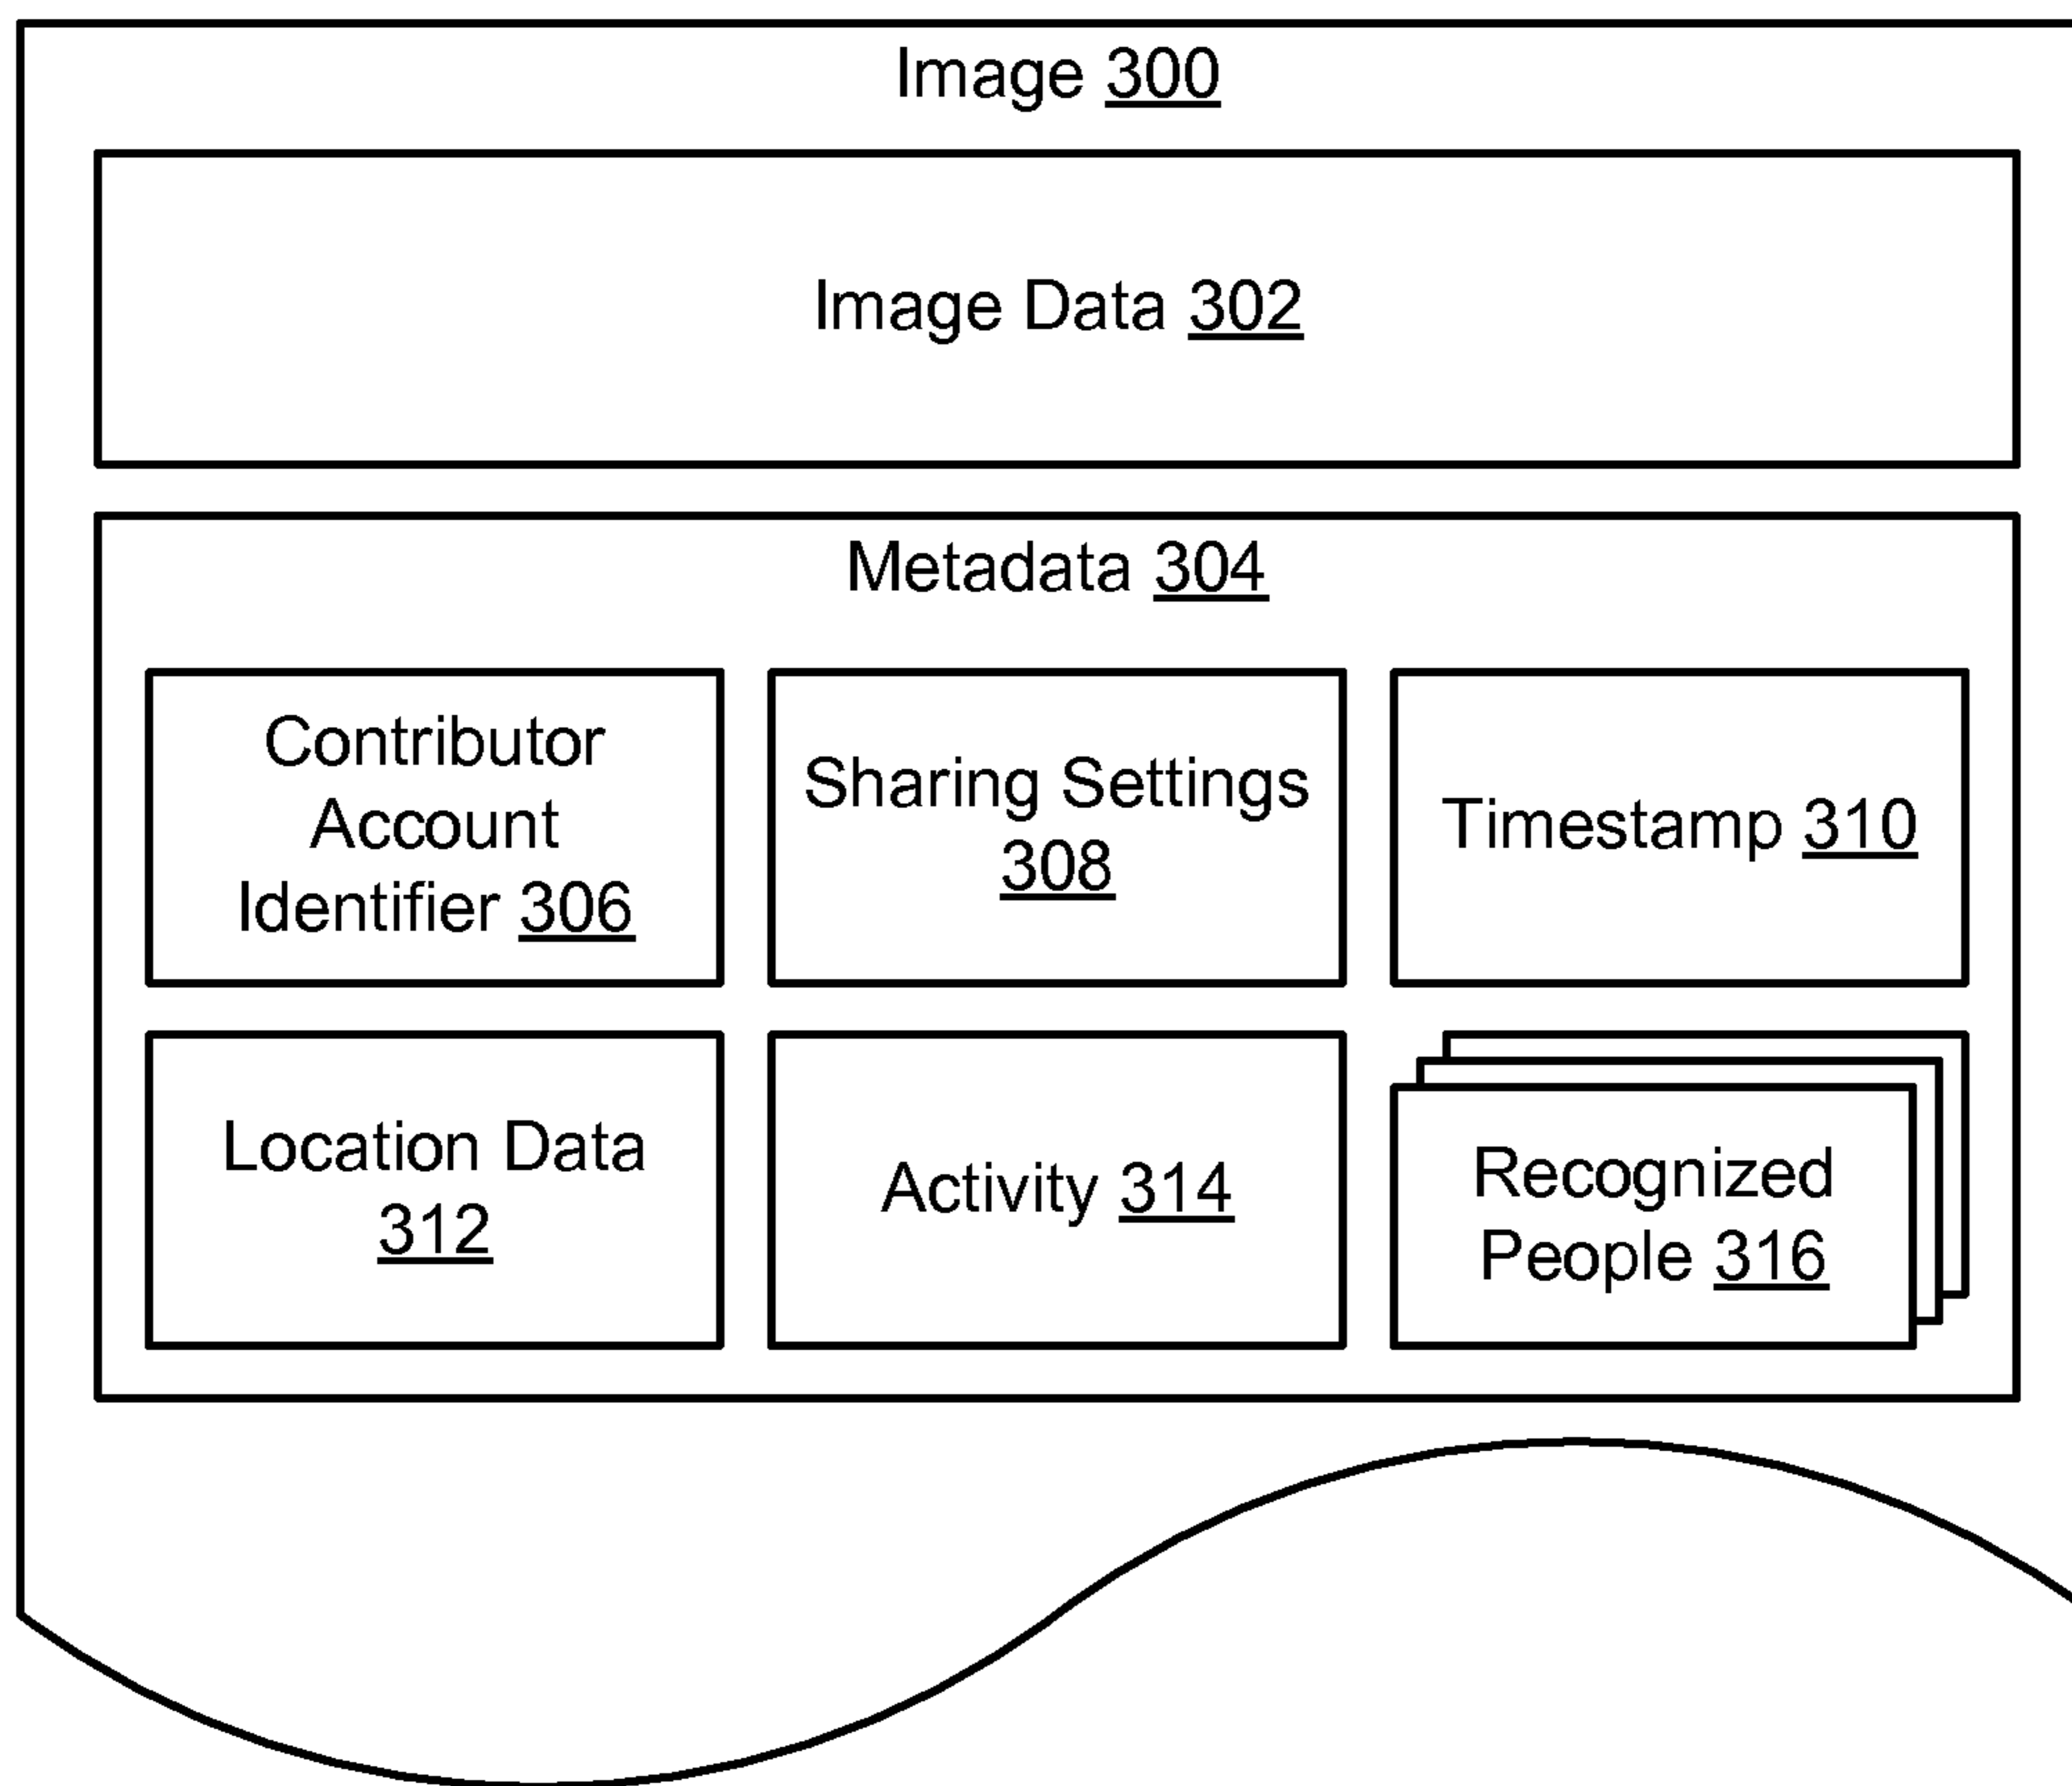 Image 300
Image Data 302
Metadata 304
Contributor
Account
Identifier 306
Sharing Settings
308
Timestamp 310
Location Data
312
Activity 314
Recognized
People 316